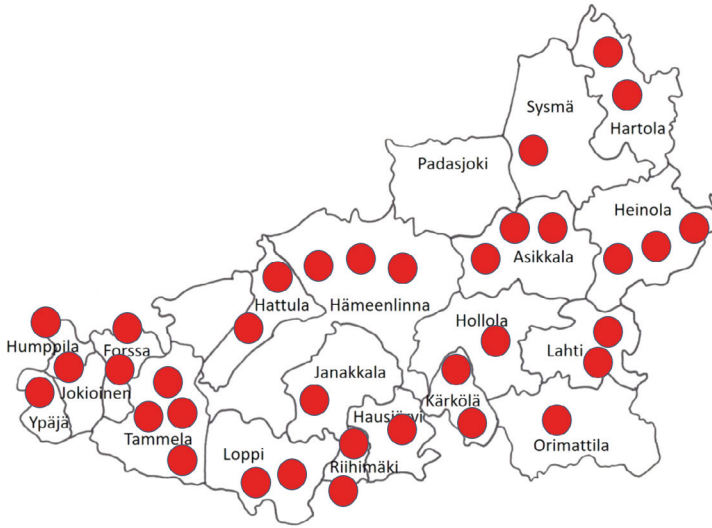 Sysmä
Hartola
Padasjoki
Heinola
Asikkala
Hattula
Hämeenlinna
Hollola
Humppila
Forssa
Lahti
Janakkala
Jokioinen
Kärkölä
Hausjärvi
Ypäjä
Tammela
Orimattila
Loppi
Riihimäki